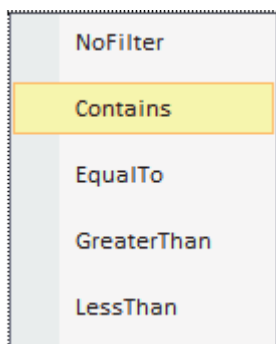 NoFilter
Contains
EqualTo
GreaterThan
LessThan